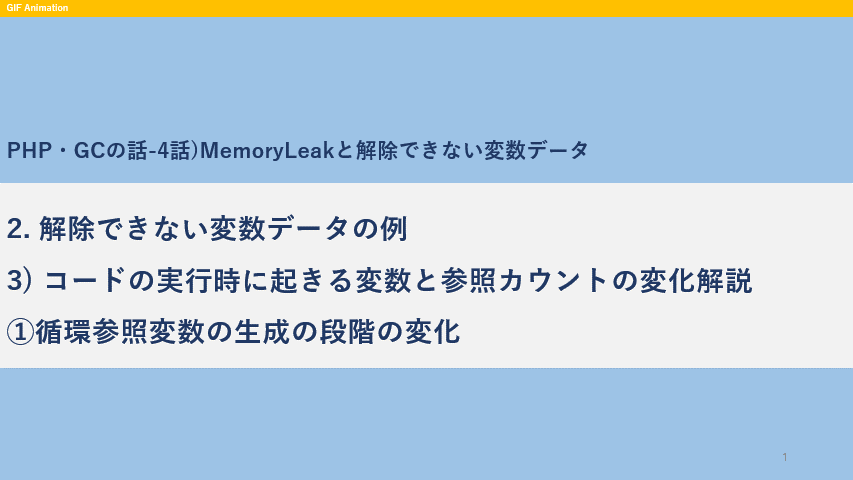 GIF Animation
PHP・GCの話-4話)MemoryLeakと解除できない変数データ
2. 解除できない変数データの例
3) コードの実行時に起きる変数と参照カウントの変化解説
①循環参照変数の生成の段階の変化
1